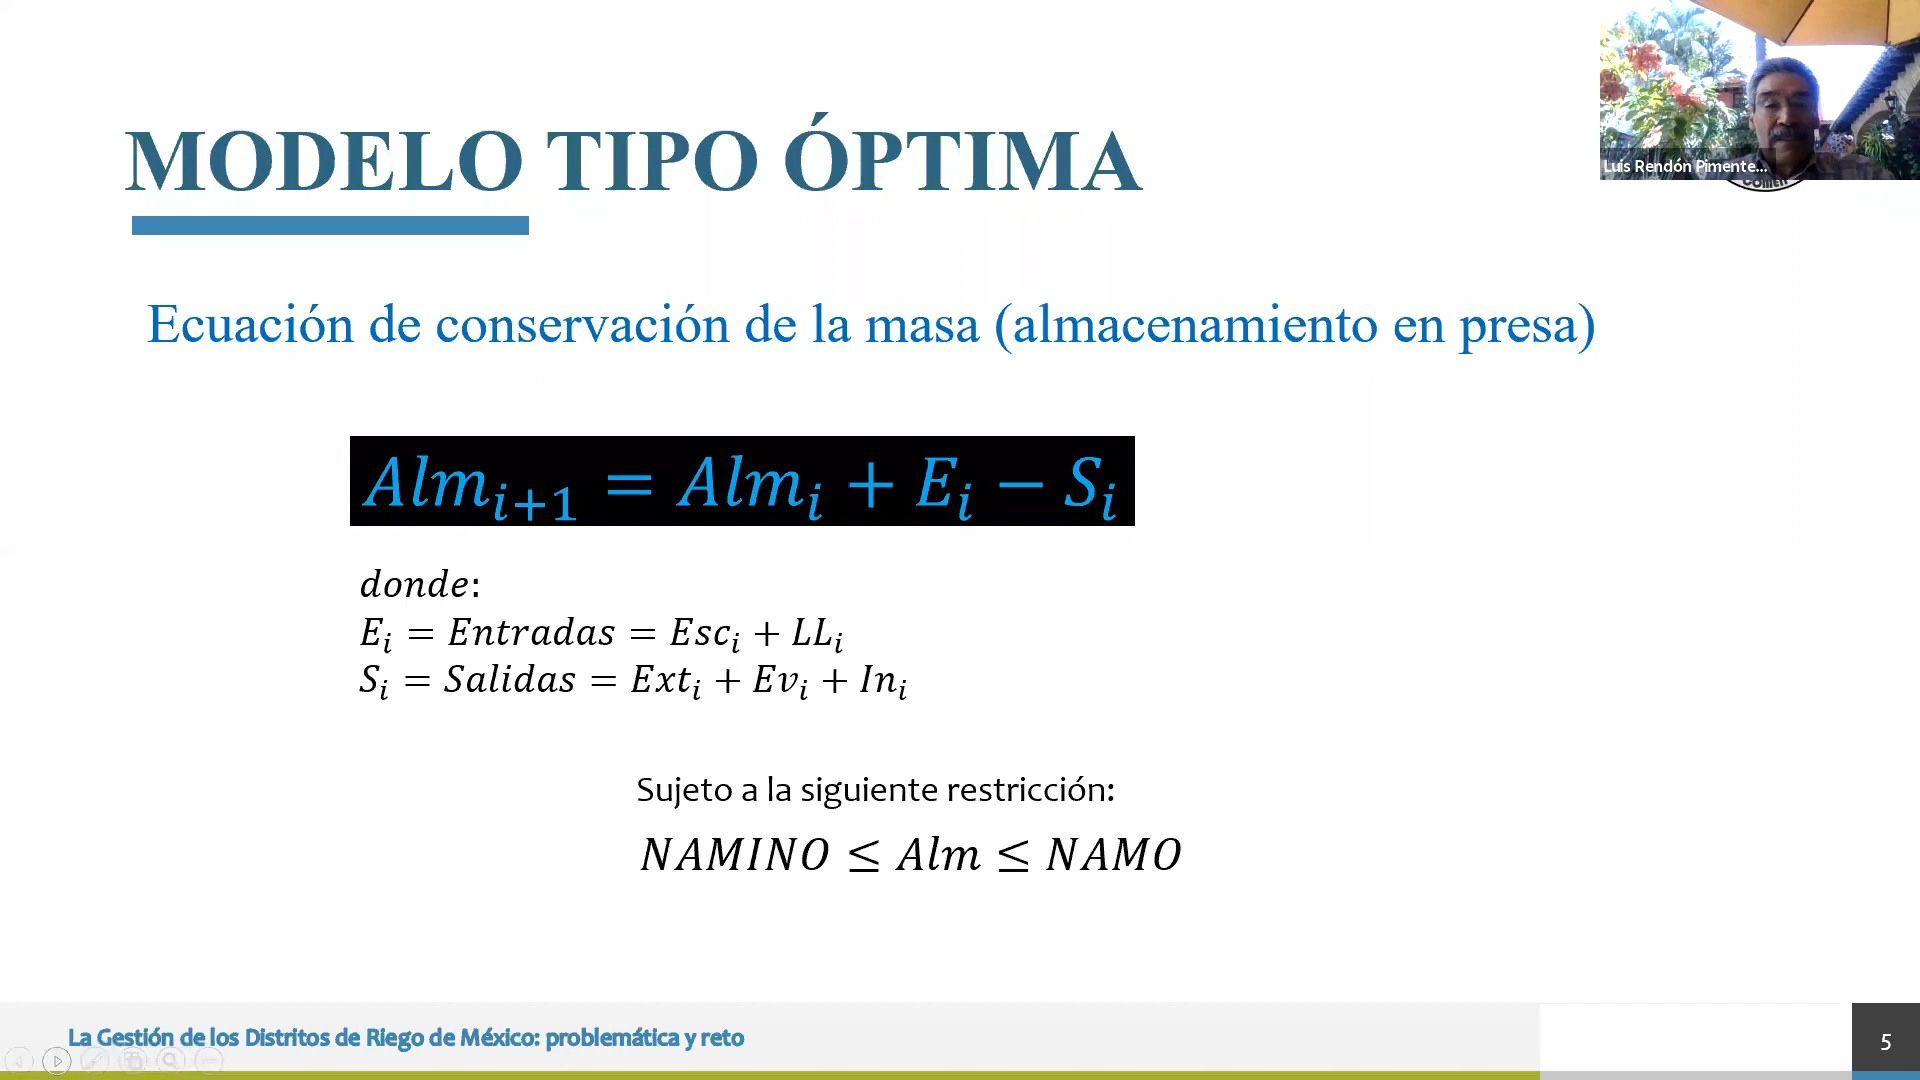 MODELO TIPO ÓPTIMA
Luis Rendón Pimente...
COMEII
Ecuación de conservación de la masa (almacenamiento en presa)
Alm_{i+1} = Alm_i + E_i − S_i
donde:
E_i = Entradas = Esc_i + LL_i
S_i = Salidas = Ext_i + Ev_i + In_i
Sujeto a la siguiente restricción:
NAMINO ≤ Alm ≤ NAMO
La Gestión de los Distritos de Riego de México: problemática y reto
5